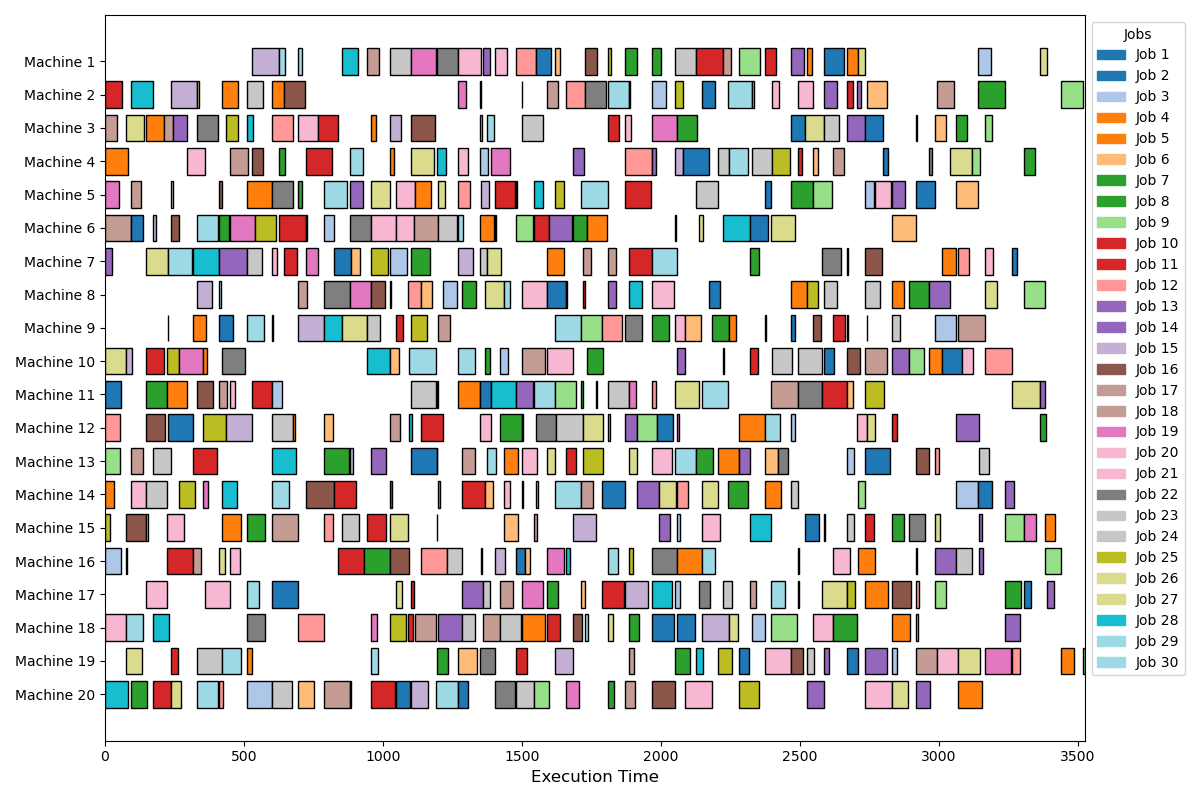 Machine 1
Machine 2
Machine 3
Machine 4
Machine 5
Machine 6
Machine 7
Machine 8
Machine 9
Machine 10
Machine 11
Machine 12
Machine 13
Machine 14
Machine 15
Machine 16
Machine 17
Machine 18
Machine 19
Machine 20
0 500 1000 1500 2000 2500 3000 3500
Execution Time
Jobs
Job 1
Job 2
Job 3
Job 4
Job 5
Job 6
Job 7
Job 8
Job 9
Job 10
Job 11
Job 12
Job 13
Job 14
Job 15
Job 16
Job 17
Job 18
Job 19
Job 20
Job 21
Job 22
Job 23
Job 24
Job 25
Job 26
Job 27
Job 28
Job 29
Job 30